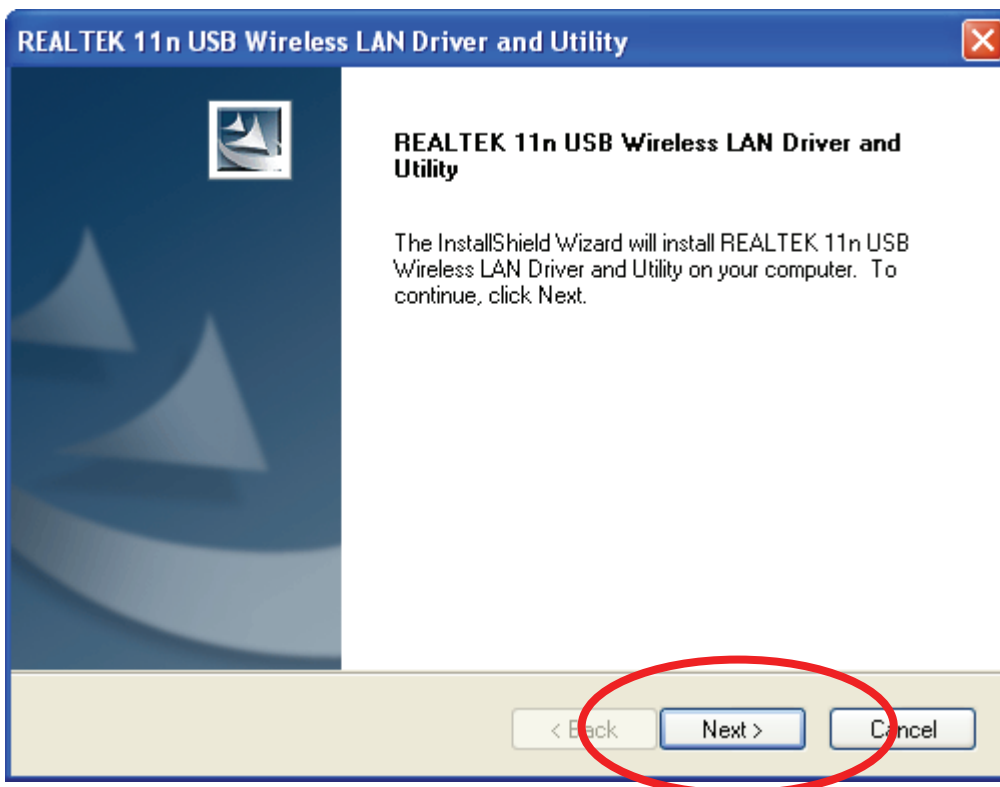 REALTEK 11n USB Wireless LAN Driver and Utility
REALTEK 11n USB Wireless LAN Driver and
Utility
The InstallShield Wizard will install REALTEK 11n USB
Wireless LAN Driver and Utility on your computer.  To
continue, click Next.
< Back Next > Cancel